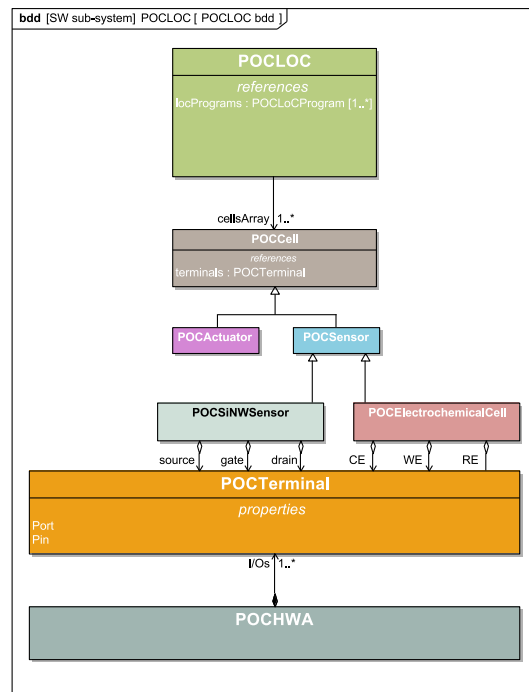 bdd [SW sub-system] POCLOC [ POCLOC bdd ]
POCLOC
references
locPrograms : POCLoCProgram [1..*]
cellsArray 1..*
POCCell
references
terminals : POCTerminal
POCActuator POCSensor
POCSiNWSensor POCElectrochemicalCell
source gate drain CE WE RE
POCTerminal
properties
Port
Pin
I/Os 1..*
POCHWA